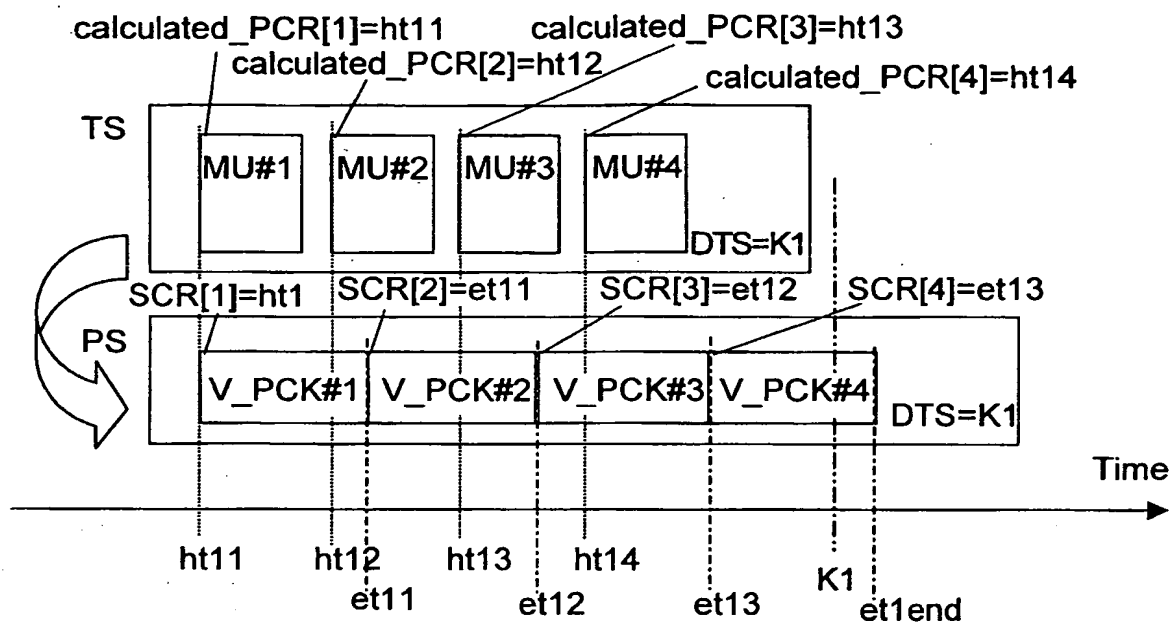 calculated_PCR[1]=ht11
calculated_PCR[3]=ht13
calculated_PCR[2]=ht12
calculated_PCR[4]=ht14
TS
MU#1
MU#2
MU#3
MU#4
DTS=K1
SCR[1]=ht1
SCR[2]=et11
SCR[3]=et12
SCR[4]=et13
PS
V_PCK#1
V_PCK#2
V_PCK#3
V_PCK#4
DTS=K1
Time
ht11
ht12
ht13
ht14
K1
et11
et12
et13
et1end